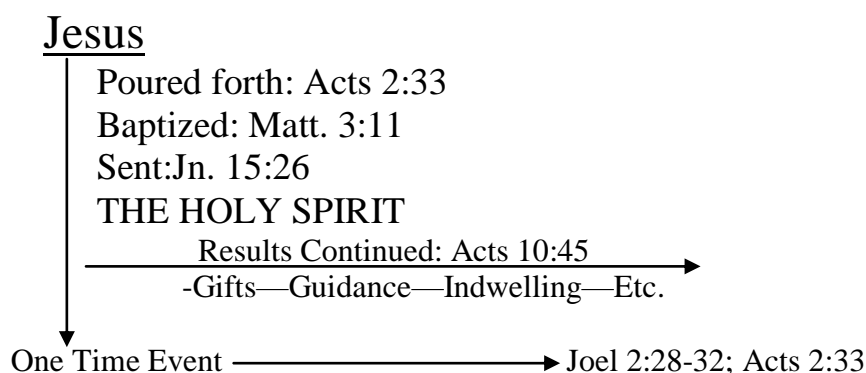 Jesus
Poured forth: Acts 2:33
Baptized: Matt. 3:11
Sent:Jn. 15:26
THE HOLY SPIRIT
Results Continued: Acts 10:45
-Gifts—Guidance—Indwelling—Etc.
One Time Event Joel 2:28-32; Acts 2:33